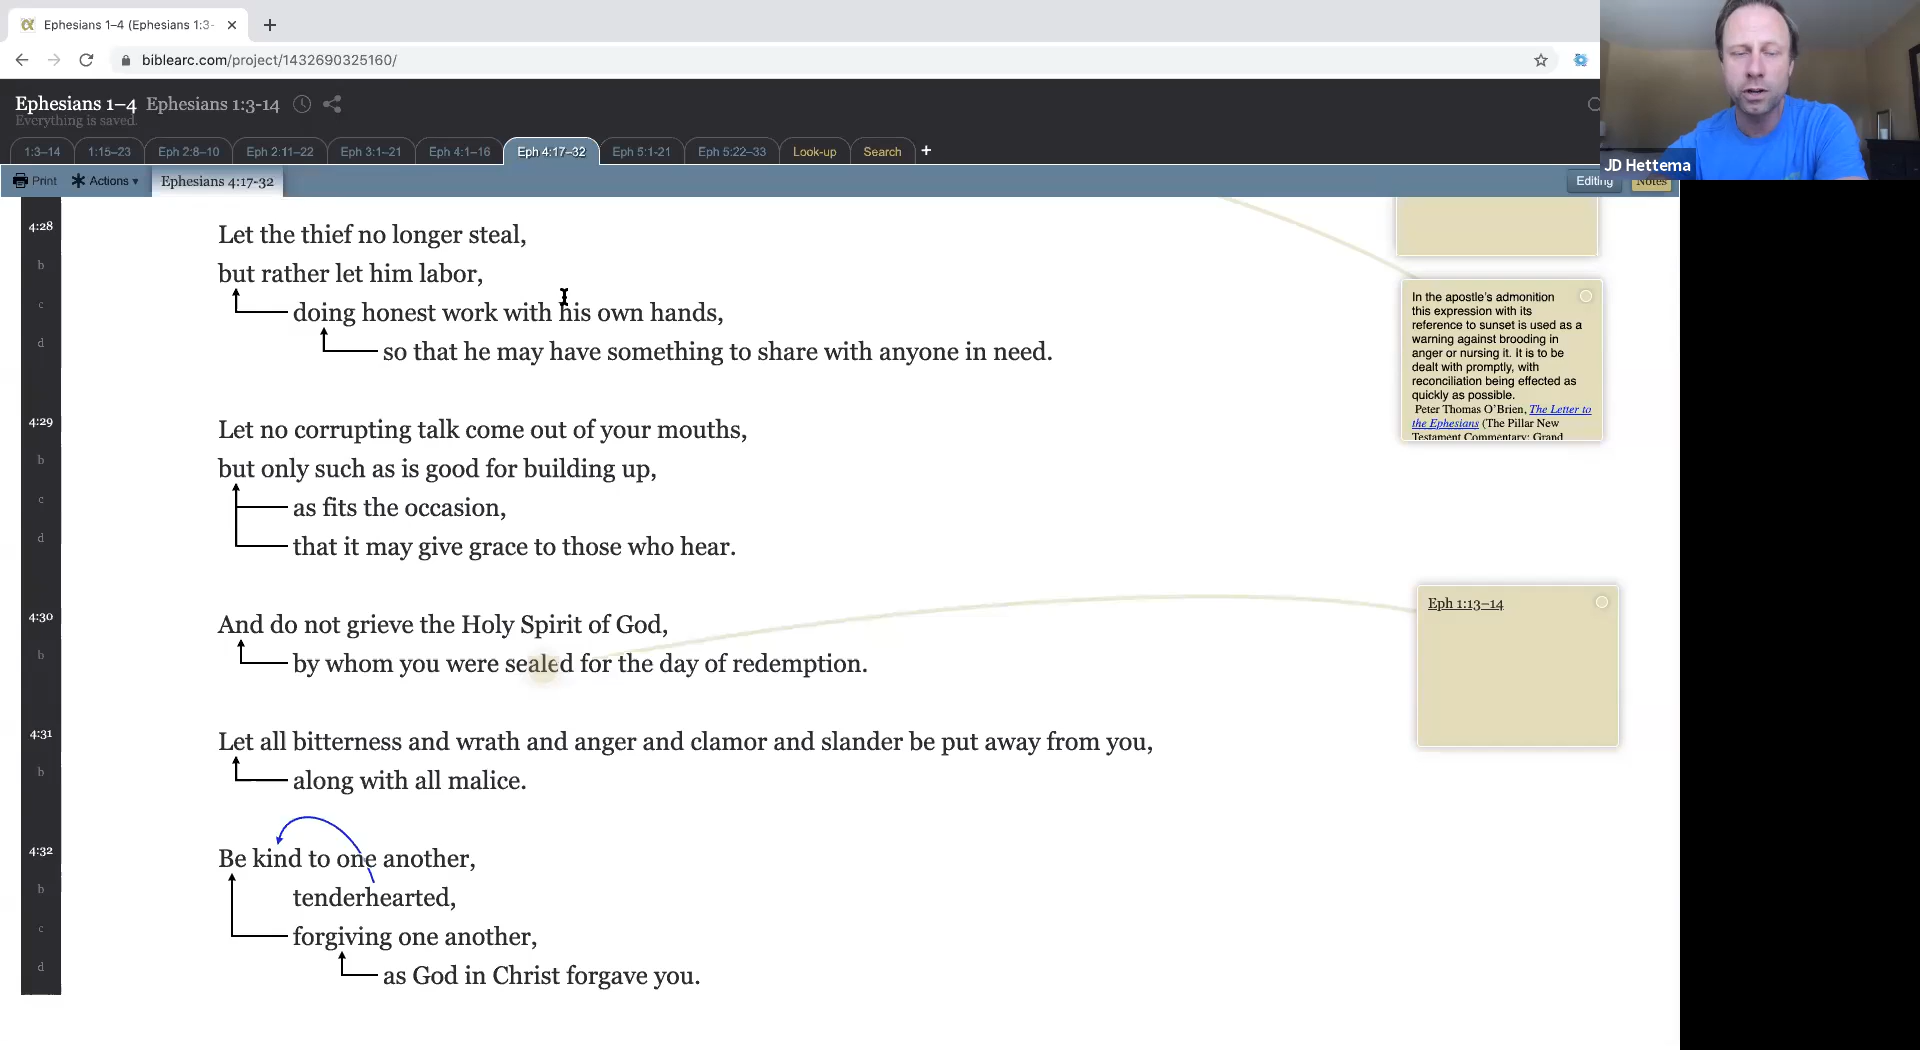 Ephesians 1–4 (Ephesians 1:3-
biblearc.com/project/1432690325160/
Ephesians 1–4 Ephesians 1:3-14
Everything is saved.
1:3–14 1:15–23 Eph 2:8–10 Eph 2:11–22 Eph 3:1–21 Eph 4:1–16 Eph 4:17–32 Eph 5:1-21 Eph 5:22–33 Look-up Search +
JD Hettema
Print Actions Ephesians 4:17-32 Editing Notes
4:28 Let the thief no longer steal,
b but rather let him labor,
c doing honest work with his own hands,
d so that he may have something to share with anyone in need.
In the apostle’s admonition
this expression with its
reference to sunset is used as a
warning against brooding in
anger or nursing it. It is to be
dealt with promptly, with
reconciliation being effected as
quickly as possible.
Peter Thomas O’Brien, The Letter to
the Ephesians (The Pillar New
Testament Commentary; Grand
4:29 Let no corrupting talk come out of your mouths,
b but only such as is good for building up,
c as fits the occasion,
d that it may give grace to those who hear.
4:30 And do not grieve the Holy Spirit of God,
b by whom you were sealed for the day of redemption.
Eph 1:13–14
4:31 Let all bitterness and wrath and anger and clamor and slander be put away from you,
b along with all malice.
4:32 Be kind to one another,
b tenderhearted,
c forgiving one another,
d as God in Christ forgave you.